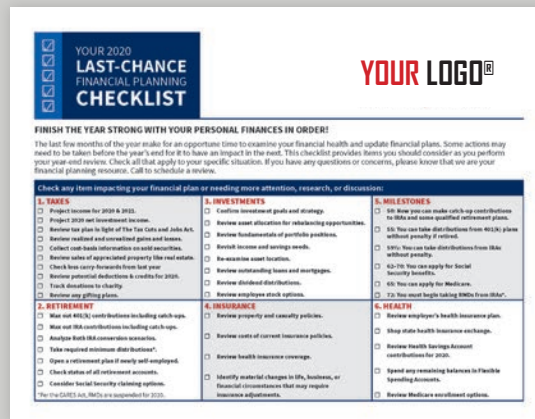 YOUR 2020
LAST-CHANCE
FINANCIAL PLANNING
CHECKLIST
YOUR LOGO®
FINISH THE YEAR STRONG WITH YOUR PERSONAL FINANCES IN ORDER!
The last few months of the year make for an opportune time to examine your financial health and update financial plans. Some actions may
need to be taken before the year's end for it to have an impact in the next. This checklist provides items you should consider as you perform
your year-end review. Check all that apply to your specific situation. If you have any questions or concerns, please know that we are your
financial planning resource. Call to schedule a review.
Check any item impacting your financial plan or needing more attention, research, or discussion:
1. TAXES
Project income for 2020 & 2021.
Project 2020 net investment income.
Review tax plan in light of The Tax Cuts and Jobs Act.
Review realized and unrealized gains and losses.
Collect cost-basis information on sold securities.
Review sales of appreciated property like real estate.
Check loss carry-forwards from last year
Review potential deductions & credits for 2020.
Track donations to charity.
Review any gifting plans.
2. RETIREMENT
Max out 401(k) contributions including catch-ups.
Max out IRA contributions including catch-ups.
Analyze Roth IRA conversion scenarios.
Take required minimum distributions*.
Open a retirement plan if newly self-employed.
Check status of all retirement accounts.
Consider Social Security claiming options.
*Per the CARES Act, RMDs are suspended for 2020.
3. INVESTMENTS
Confirm investment goals and strategy.
Review asset allocation for rebalancing opportunities.
Review fundamentals of portfolio positions.
Revisit income and savings needs.
Re-examine asset location.
Review outstanding loans and mortgages.
Review dividend distributions.
Review employee stock options.
4. INSURANCE
Review property and casualty policies.
Review costs of current insurance policies.
Review health insurance coverage.
Identify material changes in life, business, or
financial circumstances that may require
insurance adjustments.
5. MILESTONES
50: Now you can make catch-up contributions
to IRAs and some qualified retirement plans.
55: You can take distributions from 401(k) plans
without penalty if retired.
59½: You can take distributions from IRAs
without penalty.
62-70: You can apply for Social
Security benefits.
65: You can apply for Medicare.
72: You must begin taking RMDs from IRAs*.
6. HEALTH
Review employer's health insurance plan.
Shop state health insurance exchange.
Review Health Savings Account
contributions for 2020.
Spend any remaining balances in Flexible
Spending Accounts.
Review Medicare enrollment options.